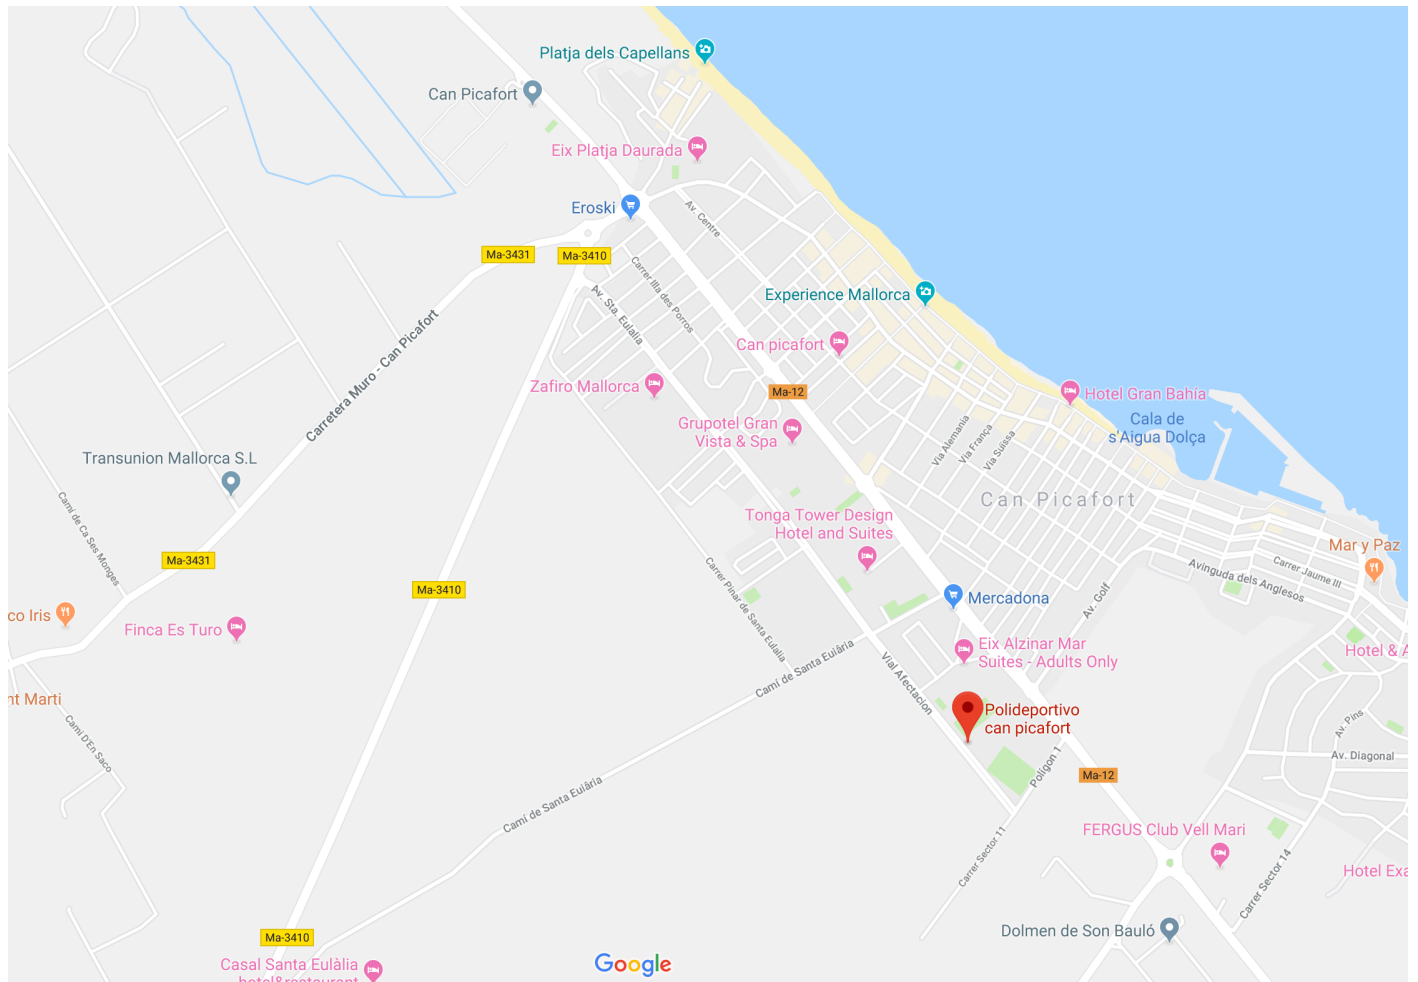 Platja dels Capellans
Can Picafort
Eix Platja Daurada
Eroski
Av. Centre
Ma-3431
Ma-3410
Carrer Illa des Porros
Av. Sta. Eulalia
Experience Mallorca
Can picafort
Carretera Muro - Can Picafort
Zafiro Mallorca
Ma-12
Hotel Gran Bahía
Cala de
s'Aigua Dolça
Grupotel Gran
Vista & Spa
Via Alemania
Via França
Via Suïssa
Transunion Mallorca S.L
Can Picafort
Camí de Ca Ses Monges
Tonga Tower Design
Hotel and Suites
Mar y Paz
Ma-3431
Carrer Jaume III
Avinguda dels Anglesos
Ma-3410
Carrer Pinar de Santa Eulalia
Av. Golf
Mercadona
co Iris
Finca Es Turo
Eix Alzinar Mar
Suites - Adults Only
Hotel & A
Camí de Santa Eulària
Vial Afectacion
nt Marti
Polideportivo
can picafort
Av. Pins
Camí D'En Saco
Av. Diagonal
Polígon 1
Ma-12
Camí de Santa Eulària
FERGUS Club Vell Mari
Carrer Sector 11
Carrer Sector 14
Hotel Exa
Dolmen de Son Bauló
Ma-3410
Casal Santa Eulàlia
hotel&restaurant
Google